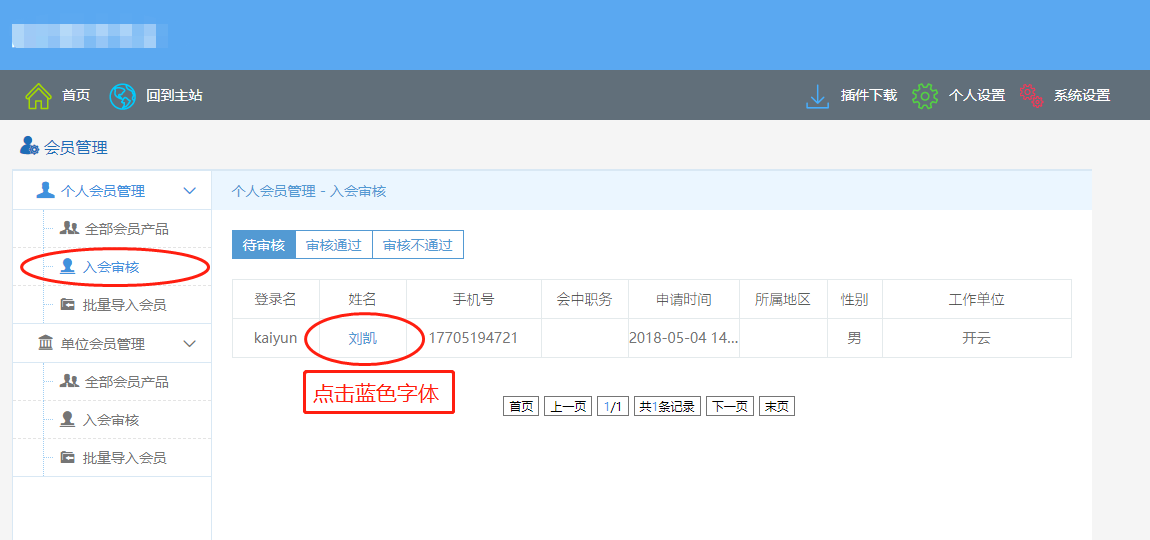 首页 回到主站 插件下载 个人设置 系统设置
会员管理
个人会员管理
全部会员产品
入会审核
批量导入会员
单位会员管理
全部会员产品
入会审核
批量导入会员
个人会员管理 - 入会审核
待审核 审核通过 审核不通过
登录名 姓名 手机号 会中职务 申请时间 所属地区 性别 工作单位
kaiyun 刘凯 17705194721 2018-05-04 14... 男 开云
点击蓝色字体
首页 上一页 1/1 共1条记录 下一页 末页